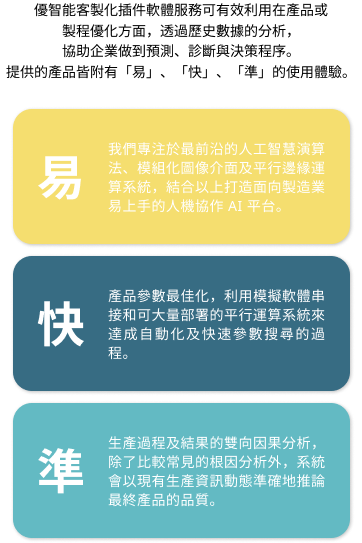 優智能客製化插件軟體服務可有效利用在產品或
製程優化方面，透過歷史數據的分析，
協助企業做到預測、診斷與決策程序。
提供的產品皆附有「易」、「快」、「準」的使用體驗。
易
我們專注於最前沿的人工智慧演算
法、模組化圖像介面及平行邊緣運
算系統，結合以上打造面向製造業
易上手的人機協作 AI 平台。
快
產品參數最佳化，利用模擬軟體串
接和可大量部署的平行運算系統來
達成自動化及快速參數搜尋的過
程。
準
生產過程及結果的雙向因果分析，
除了比較常見的根因分析外，系統
會以現有生產資訊動態準確地推論
最終產品的品質。